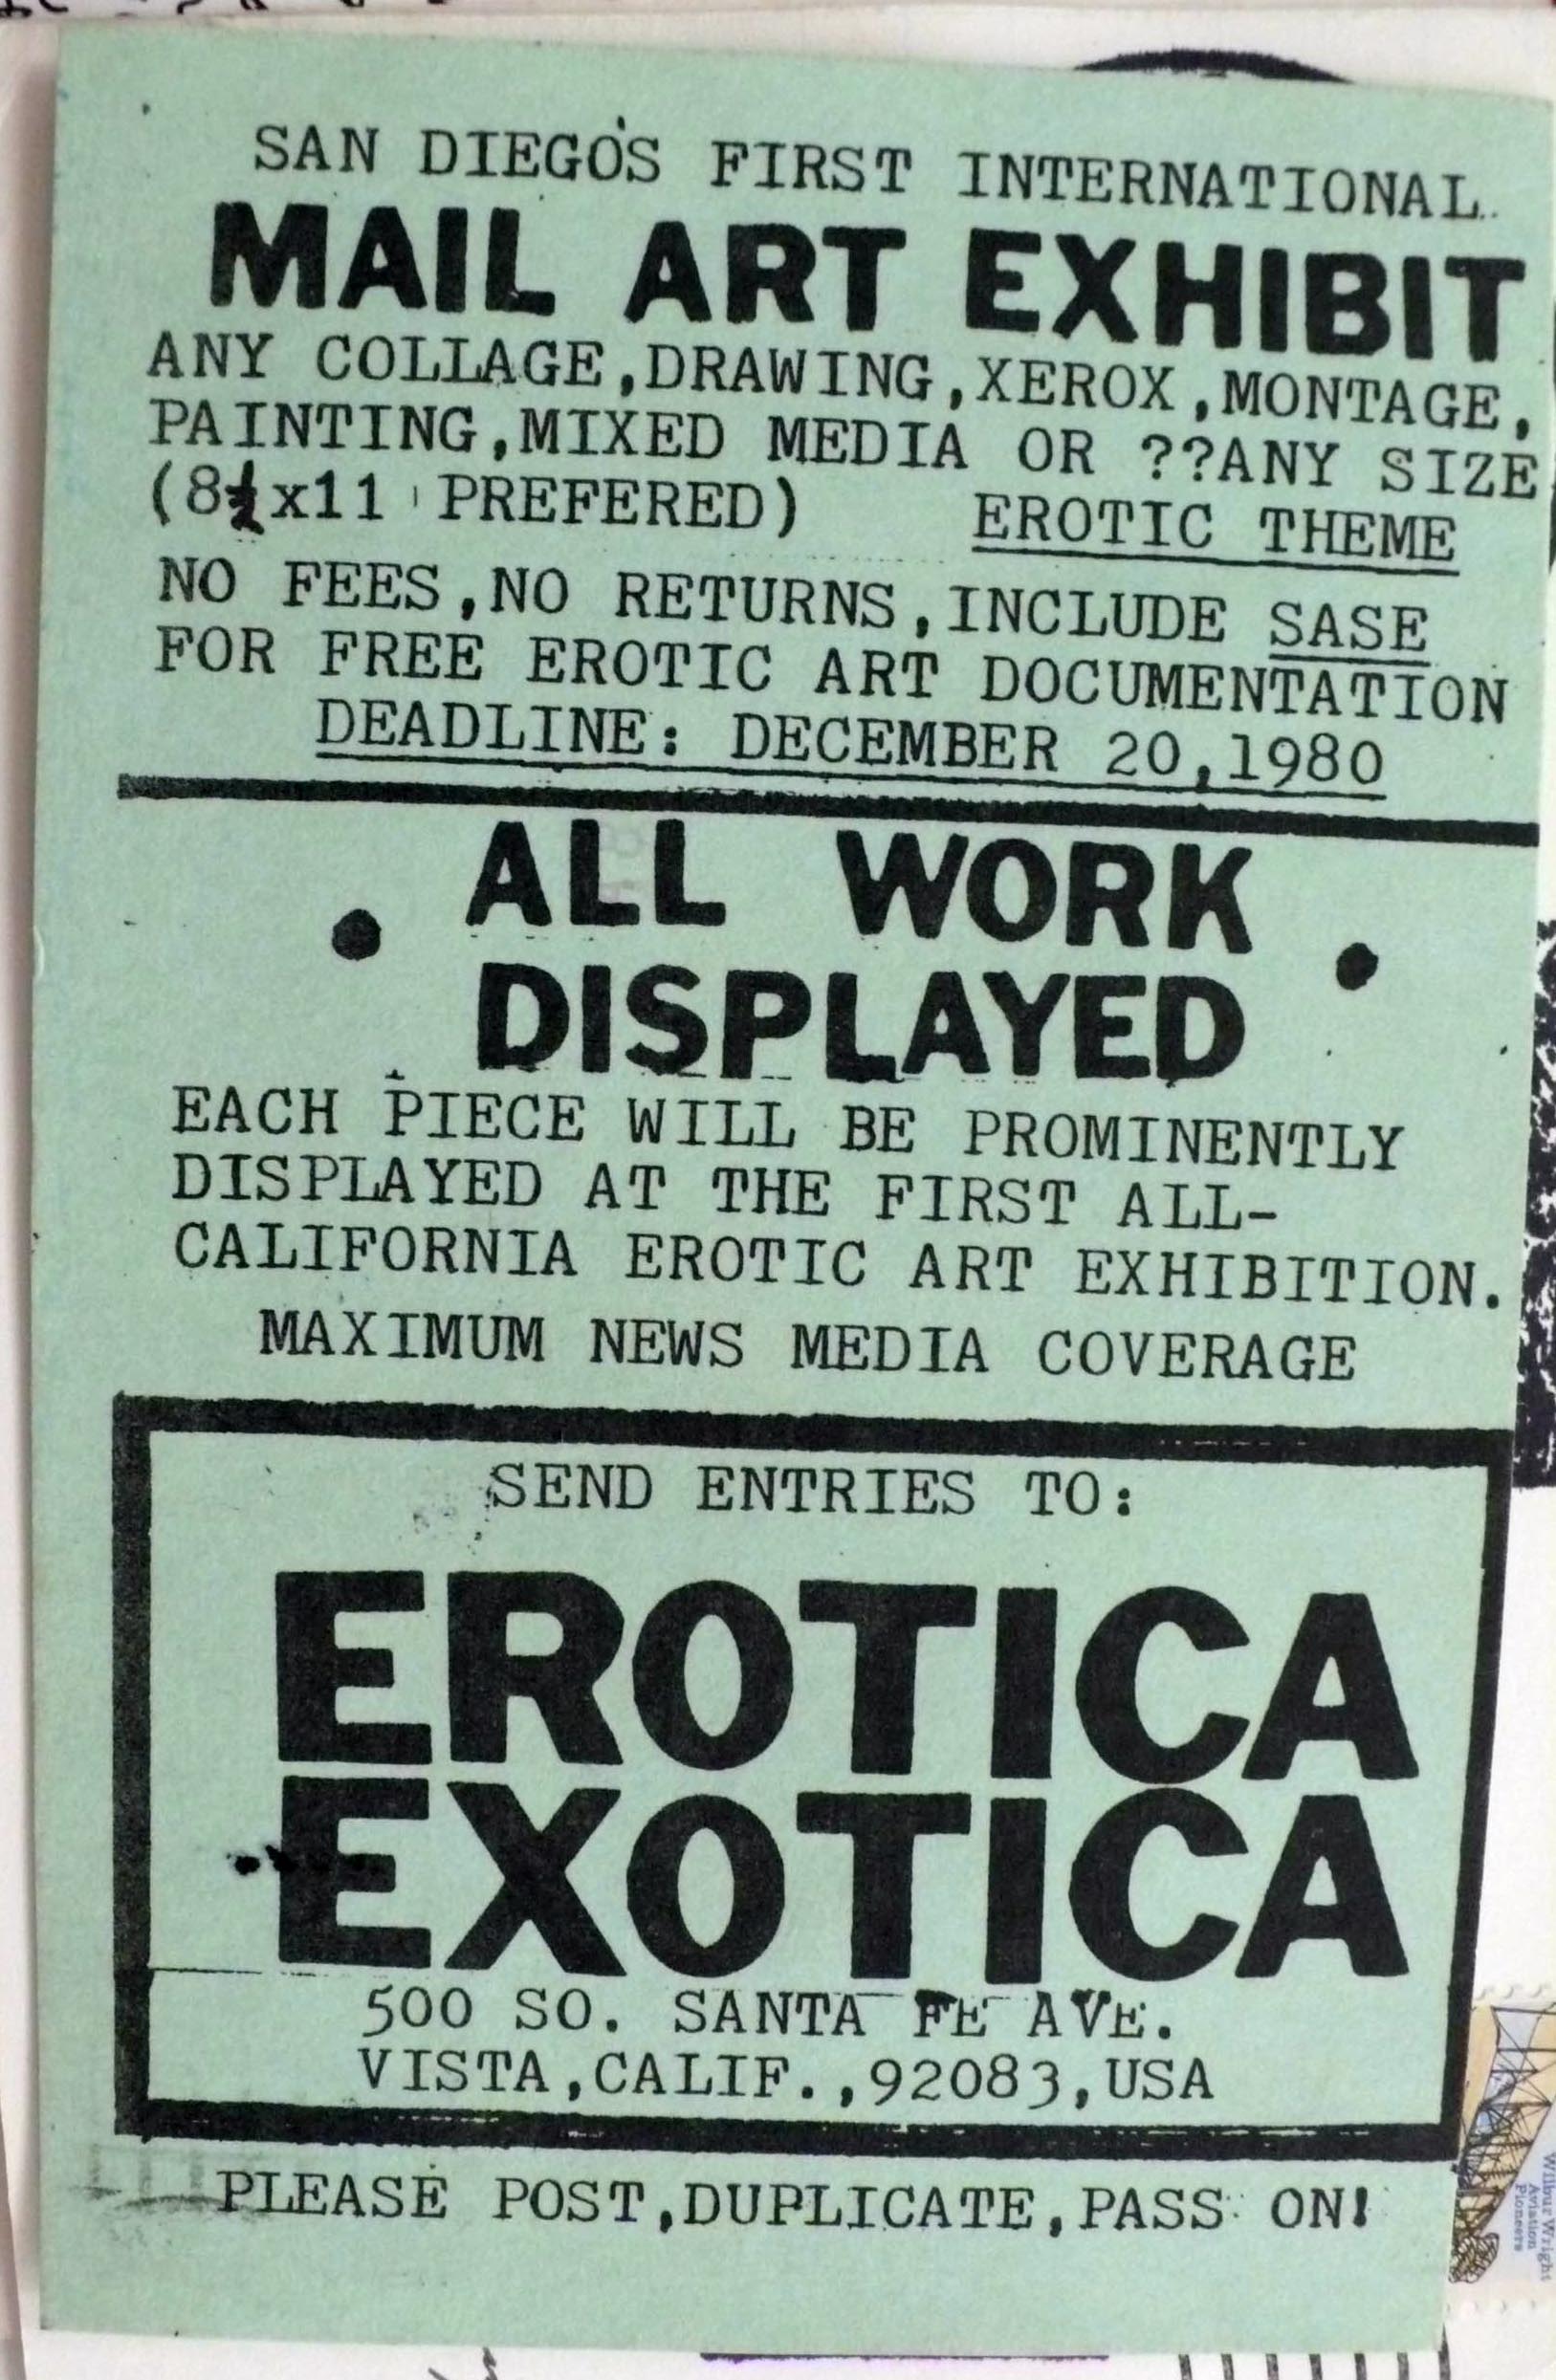 SAN DIEGO'S FIRST INTERNATIONAL
MAIL ART EXHIBIT
ANY COLLAGE,DRAWING,XEROX,MONTAGE,
PAINTING,MIXED MEDIA OR ??ANY SIZE
(8½x11 PREFERED) EROTIC THEME
NO FEES,NO RETURNS,INCLUDE SASE
FOR FREE EROTIC ART DOCUMENTATION
DEADLINE: DECEMBER 20,1980
ALL WORK
DISPLAYED
EACH PIECE WILL BE PROMINENTLY
DISPLAYED AT THE FIRST ALL-
CALIFORNIA EROTIC ART EXHIBITION.
MAXIMUM NEWS MEDIA COVERAGE
SEND ENTRIES TO:
EROTICA
EXOTICA
500 SO. SANTA FE AVE.
VISTA,CALIF.,92083,USA
PLEASE POST,DUPLICATE,PASS ON!
Wilbur Wright
Aviation
Pioneers